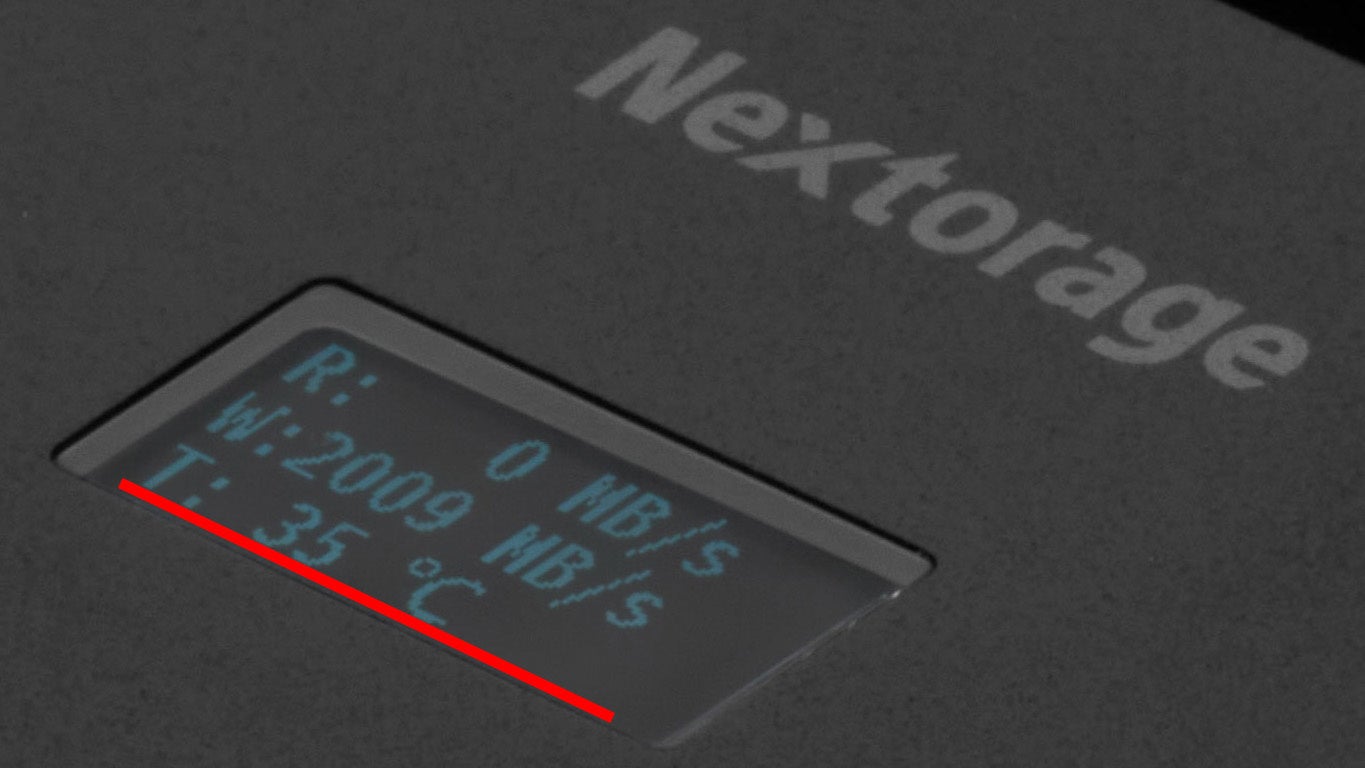 Nextorage
R: 0 MB/s
W:2009 MB/s
T: 35 °C